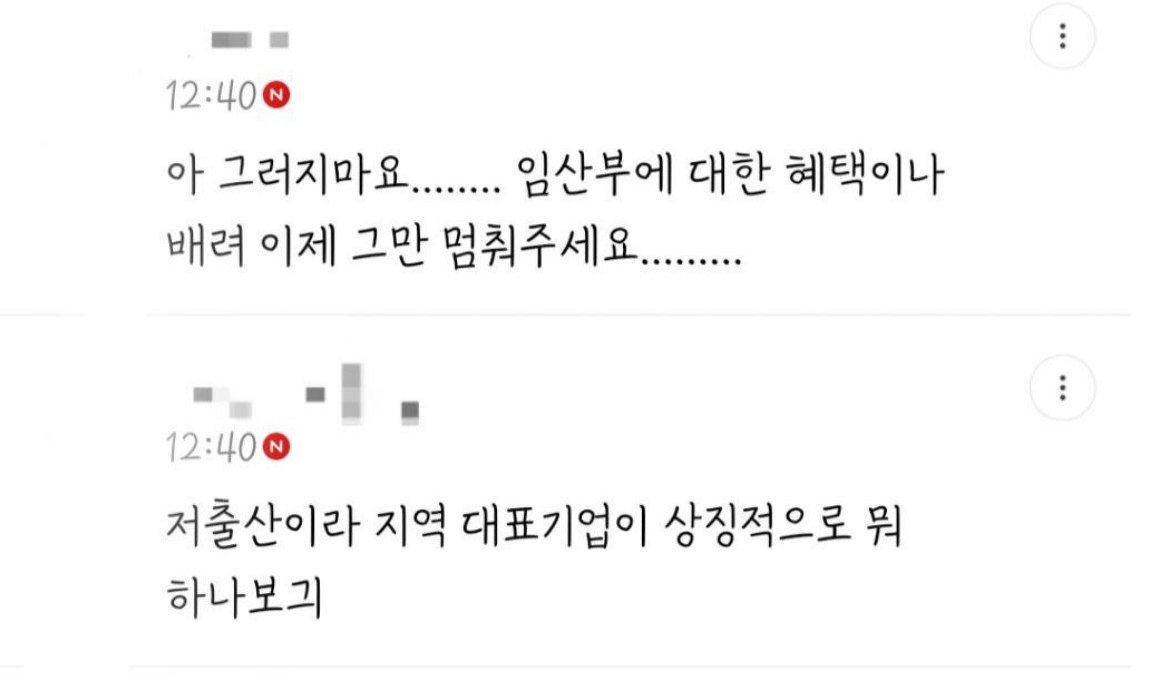 12:40 N
아 그러지마요........ 임산부에 대한 혜택이나
배려 이제 그만 멈춰주세요.........
12:40 N
저출산이라 지역 대표기업이 상징적으로 뭐
하나보긔